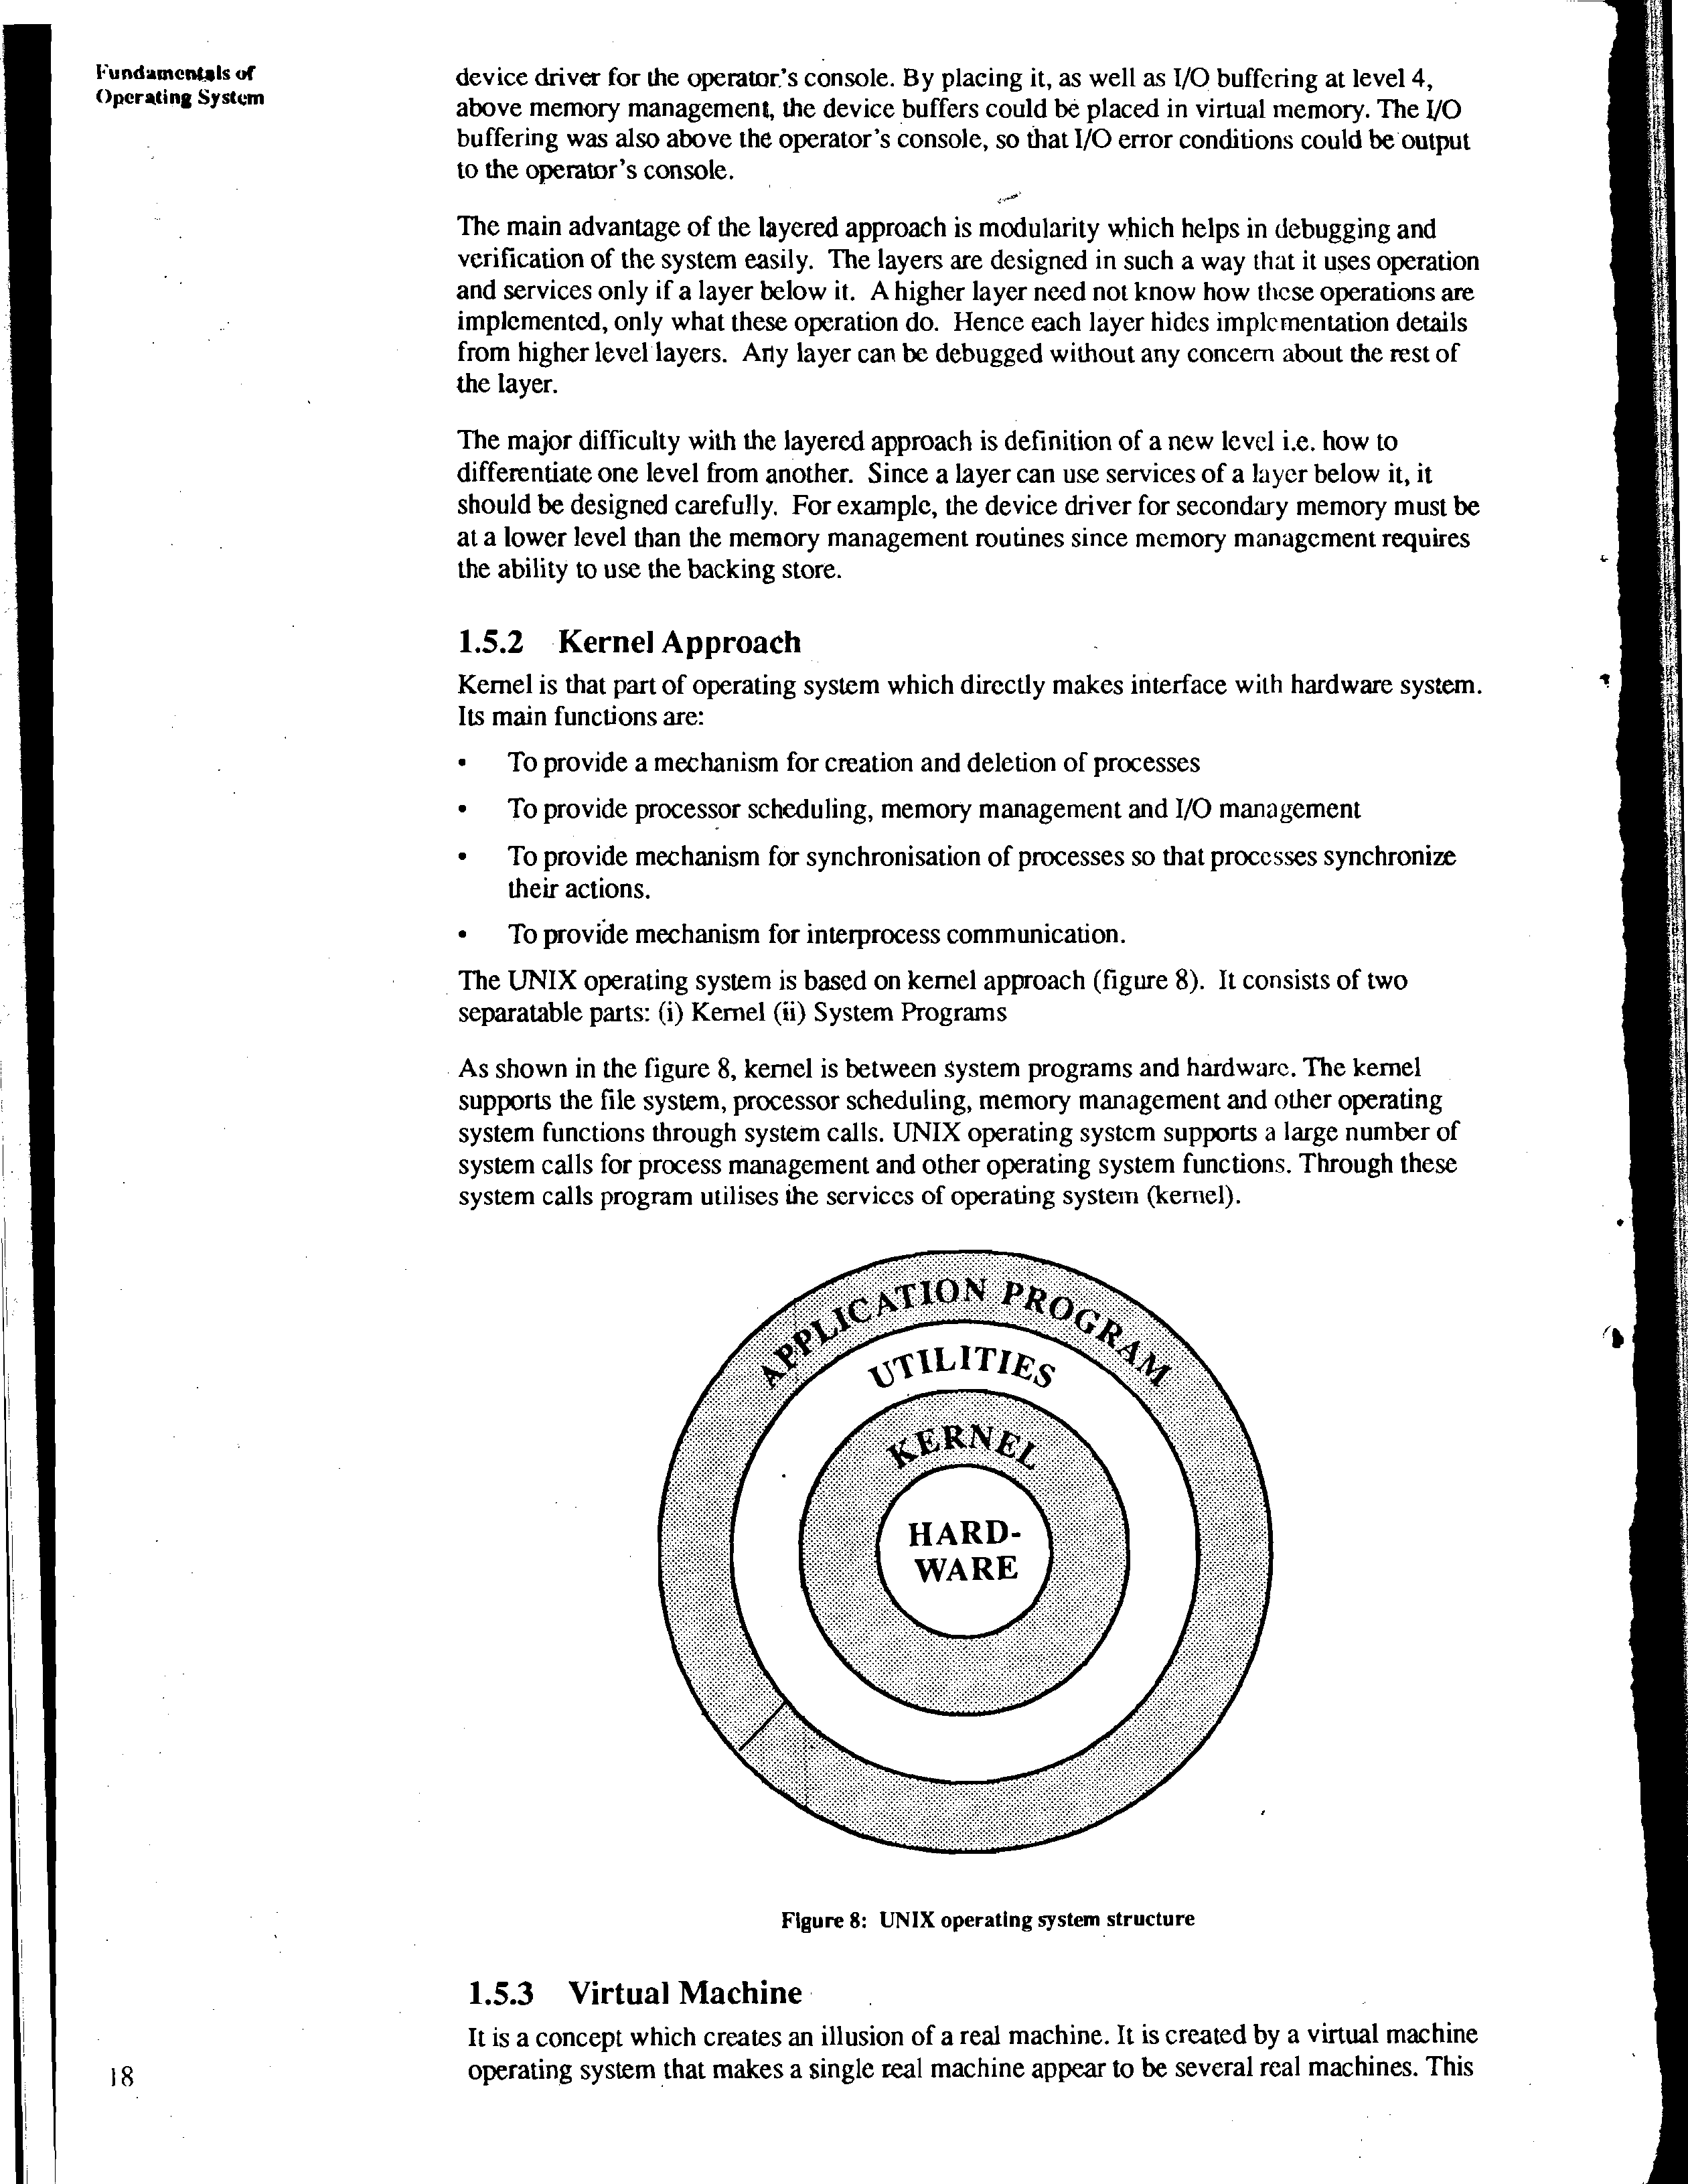 Fundamentals of
Operating System
device driver for the operator's console. By placing it, as well as I/O buffering at level 4,
above memory management, the device buffers could be placed in virtual memory. The I/O
buffering was also above the operator's console, so that I/O error conditions could be output
to the operator's console.
The main advantage of the layered approach is modularity which helps in debugging and
verification of the system easily. The layers are designed in such a way that it uses operation
and services only if a layer below it. A higher layer need not know how these operations are
implemented, only what these operation do. Hence each layer hides implementation details
from higher level layers. Any layer can be debugged without any concern about the rest of
the layer.
The major difficulty with the layered approach is definition of a new level i.e. how to
differentiate one level from another. Since a layer can use services of a layer below it, it
should be designed carefully. For example, the device driver for secondary memory must be
at a lower level than the memory management routines since memory management requires
the ability to use the backing store.
1.5.2 Kernel Approach
Kernel is that part of operating system which directly makes interface with hardware system.
Its main functions are:
• To provide a mechanism for creation and deletion of processes
• To provide processor scheduling, memory management and I/O management
• To provide mechanism for synchronisation of processes so that processes synchronize
their actions.
• To provide mechanism for interprocess communication.
The UNIX operating system is based on kernel approach (figure 8). It consists of two
separatable parts: (i) Kernel (ii) System Programs
As shown in the figure 8, kernel is between system programs and hardware. The kernel
supports the file system, processor scheduling, memory management and other operating
system functions through system calls. UNIX operating system supports a large number of
system calls for process management and other operating system functions. Through these
system calls program utilises the services of operating system (kernel).
APPLICATION PROGRAM
UTILITIES
KERNEL
HARD-
WARE
Figure 8: UNIX operating system structure
1.5.3 Virtual Machine
It is a concept which creates an illusion of a real machine. It is created by a virtual machine
operating system that makes a single real machine appear to be several real machines. This
18